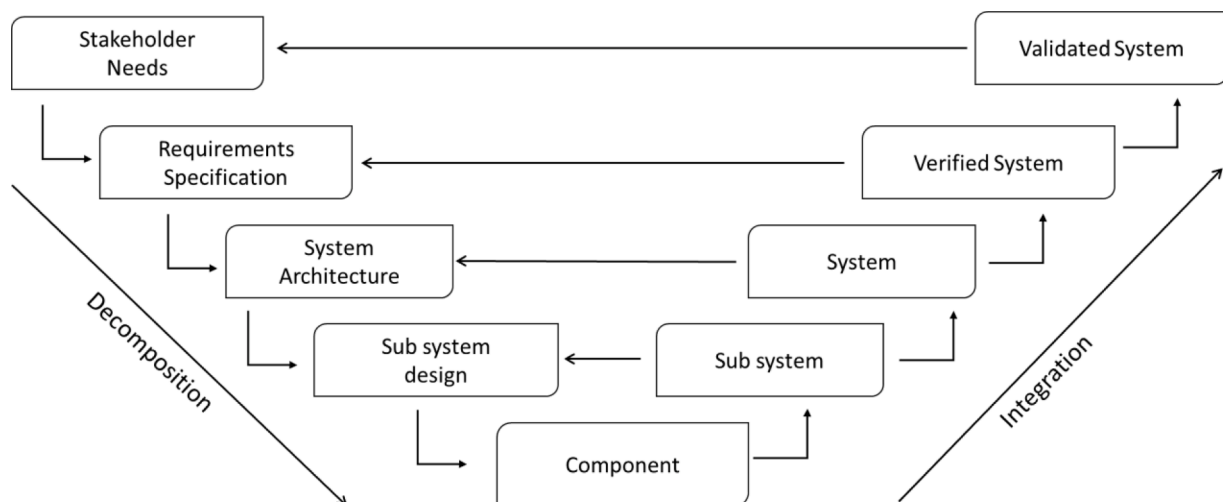 Stakeholder
Needs
Validated System
Requirements
Specification
Verified System
System
Architecture
System
Decomposition
Sub system
design
Sub system
Integration
Component